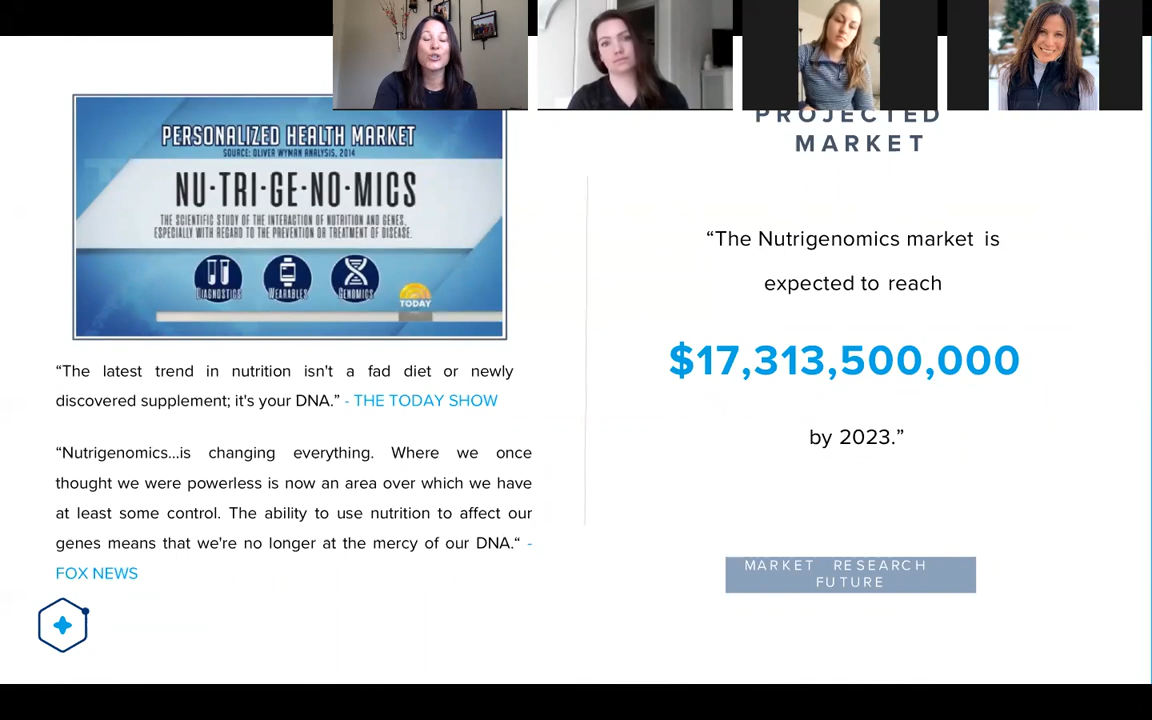 PERSONALIZED HEALTH MARKET
SOURCE: OLIVER WYMAN ANALYSIS, 2014
NU·TRI·GE·NO·MICS
THE SCIENTIFIC STUDY OF THE INTERACTION OF NUTRITION AND GENES,
ESPECIALLY WITH REGARD TO THE PREVENTION OR TREATMENT OF DISEASE.
DIAGNOSTICS WEARABLES GENOMICS
TODAY
“The latest trend in nutrition isn't a fad diet or newly
discovered supplement; it's your DNA.” - THE TODAY SHOW
“Nutrigenomics...is changing everything. Where we once
thought we were powerless is now an area over which we have
at least some control. The ability to use nutrition to affect our
genes means that we're no longer at the mercy of our DNA.“ -
FOX NEWS
PROJECTED
MARKET
“The Nutrigenomics market is
expected to reach
$17,313,500,000
by 2023.”
MARKET RESEARCH
FUTURE